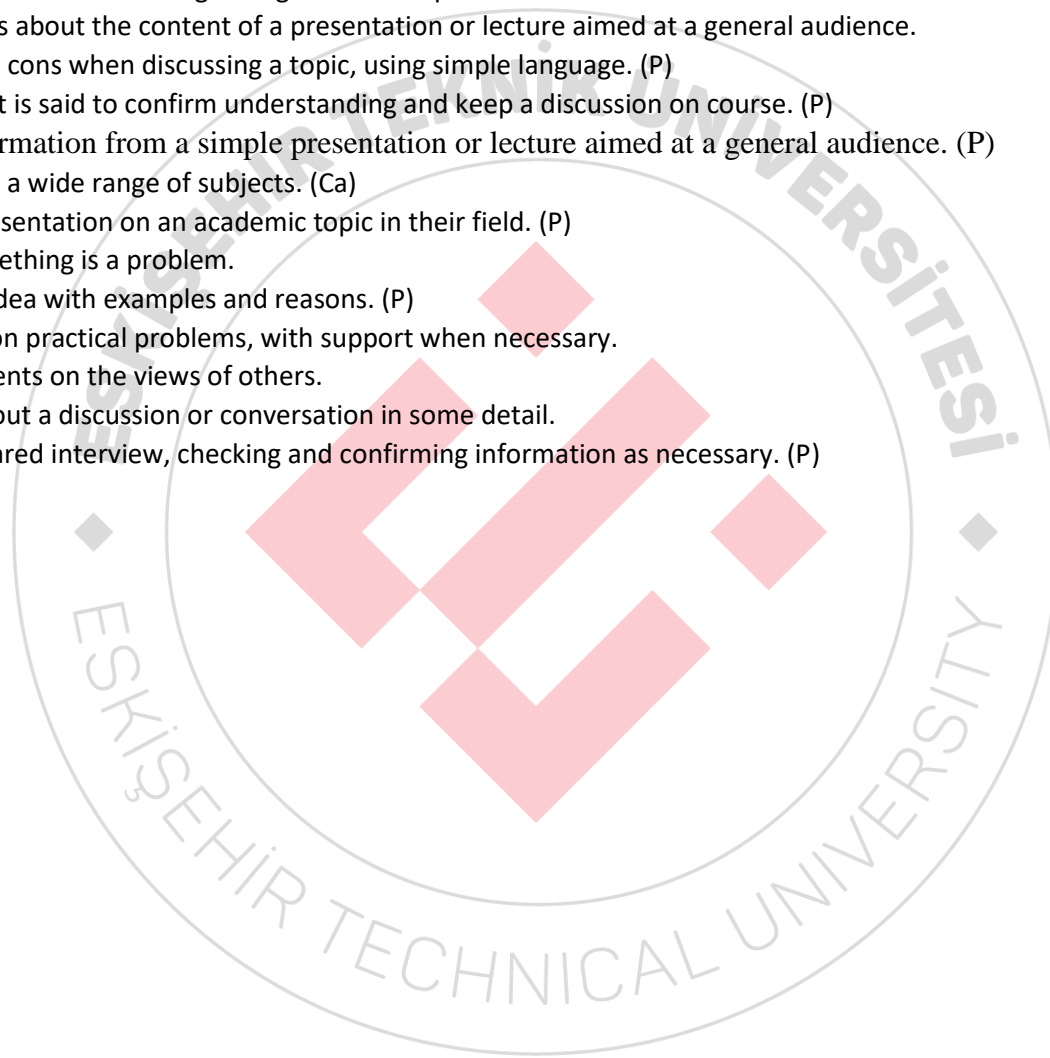 s about the content of a presentation or lecture aimed at a general audience.
cons when discussing a topic, using simple language. (P)
t is said to confirm understanding and keep a discussion on course. (P)
rmation from a simple presentation or lecture aimed at a general audience. (P)
a wide range of subjects. (Ca)
sentation on an academic topic in their field. (P)
ething is a problem.
dea with examples and reasons. (P)
on practical problems, with support when necessary.
ents on the views of others.
out a discussion or conversation in some detail.
ared interview, checking and confirming information as necessary. (P)
ESKİŞEHİR TEKNİK ÜNİVERSİTESİ
ESKİŞEHİR TECHNICAL UNIVERSITY